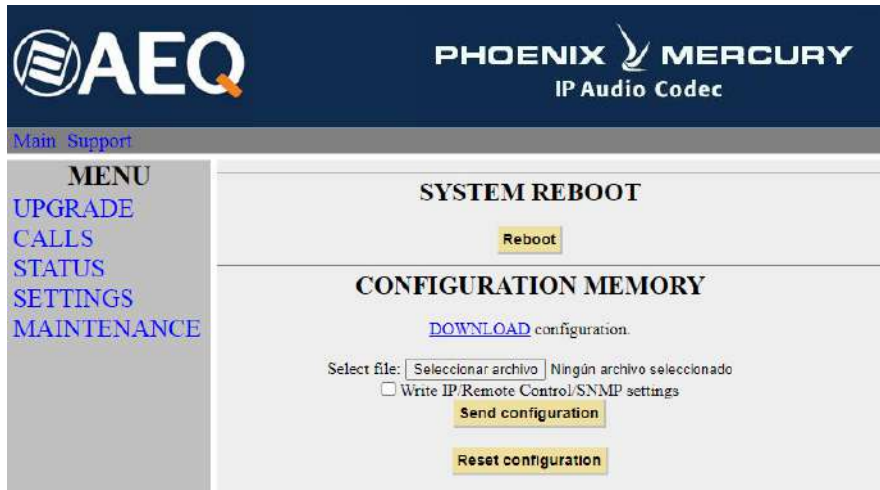 AEQ
PHOENIX MERCURY
IP Audio Codec
Main Support
MENU
UPGRADE
CALLS
STATUS
SETTINGS
MAINTENANCE
SYSTEM REBOOT
Reboot
CONFIGURATION MEMORY
DOWNLOAD configuration.
Select file: Seleccionar archivo Ningún archivo seleccionado
Write IP/Remote Control/SNMP settings
Send configuration
Reset configuration